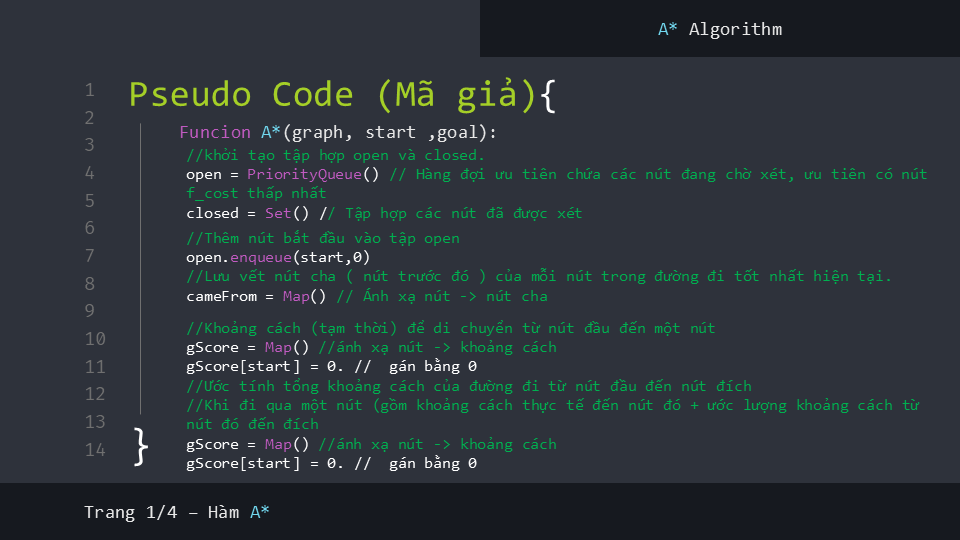 A* Algorithm
1
2
3
4
5
6
7
8
9
10
11
12
13
14
Pseudo Code (Mã giả){
Funcion A*(graph, start ,goal):
//khởi tạo tập hợp open và closed.
open = PriorityQueue() // Hàng đợi ưu tiên chứa các nút đang chờ xét, ưu tiên có nút
f_cost thấp nhất
closed = Set() // Tập hợp các nút đã được xét
//Thêm nút bắt đầu vào tập open
open.enqueue(start,0)
//Lưu vết nút cha ( nút trước đó ) của mỗi nút trong đường đi tốt nhất hiện tại.
cameFrom = Map() // Ánh xạ nút -> nút cha
//Khoảng cách (tạm thời) để di chuyển từ nút đầu đến một nút
gScore = Map() //ánh xạ nút -> khoảng cách
gScore[start] = 0. //  gán bằng 0
//Ước tính tổng khoảng cách của đường đi từ nút đầu đến nút đích
//Khi đi qua một nút (gồm khoảng cách thực tế đến nút đó + ước lượng khoảng cách từ
nút đó đến đích
gScore = Map() //ánh xạ nút -> khoảng cách
gScore[start] = 0. //  gán bằng 0
}
Trang 1/4 – Hàm A*